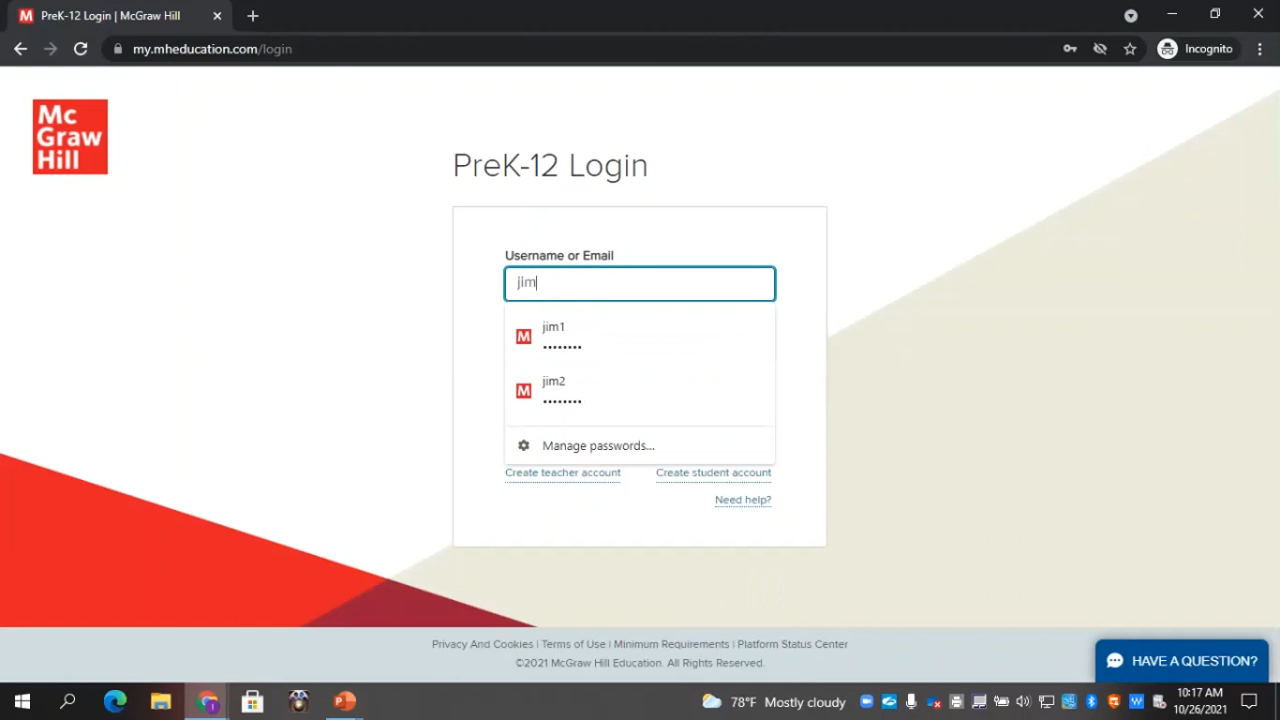 PreK-12 Login | McGraw Hill
my.mheducation.com/login
Incognito
Mc
Graw
Hill
PreK-12 Login
Username or Email
jim
M
jim1
••••••••
M
jim2
••••••••
Manage passwords...
Create teacher account
Create student account
Need help?
Privacy And Cookies | Terms of Use | Minimum Requirements | Platform Status Center
©2021 McGraw Hill Education. All Rights Reserved.
HAVE A QUESTION?
78°F Mostly cloudy
10:17 AM
10/26/2021